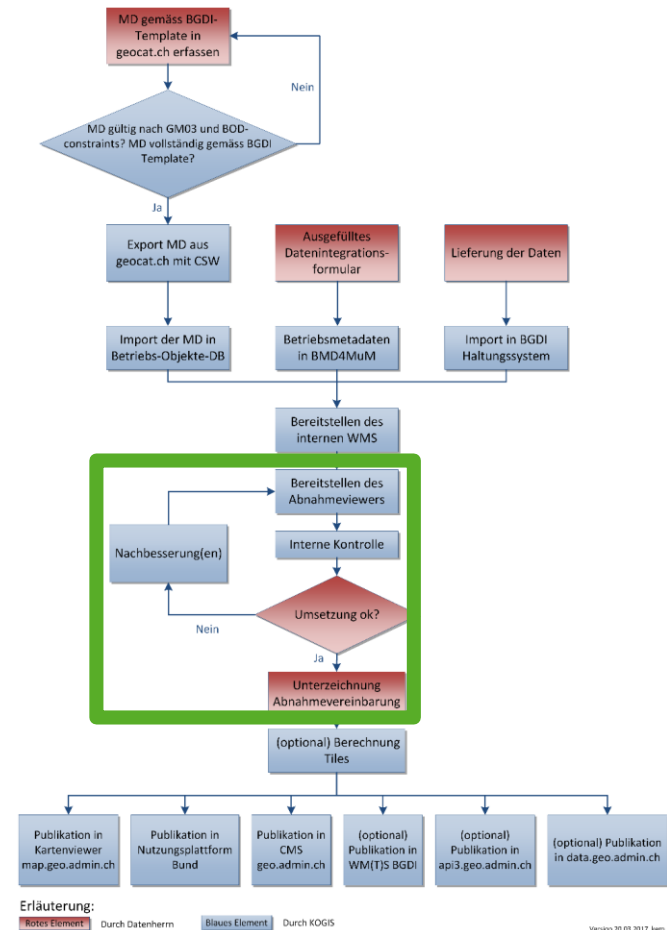 MD gemäss BGDI-
Template in
geocat.ch erfassen
Nein
MD gültig nach GM03 und BOD-
constraints? MD vollständig gemäss BGDI
Template?
Ja
Export MD aus
geocat.ch mit CSW
Ausgefülltes
Datenintegrations-
formular
Lieferung der Daten
Import der MD in
Betriebs-Objekte-DB
Betriebsmetadaten
in BMD4MuM
Import in BGDI
Haltungssystem
Bereitstellen des
internen WMS
Bereitstellen des
Abnahmeviewers
Nachbesserung(en)
Interne Kontrolle
Umsetzung ok?
Nein
Ja
Unterzeichnung
Abnahmevereinbarung
(optional) Berechnung
Tiles
Publikation in
Kartenviewer
map.geo.admin.ch
Publikation in
Nutzungsplattform
Bund
Publikation in
CMS
geo.admin.ch
(optional)
Publikation in
WM(T)S BGDI
(optional)
Publikation in
api3.geo.admin.ch
(optional) Publikation
in data.geo.admin.ch
Erläuterung:
Rotes Element Durch Datenherrn Blaues Element Durch KOGIS
Version 20.03.2017